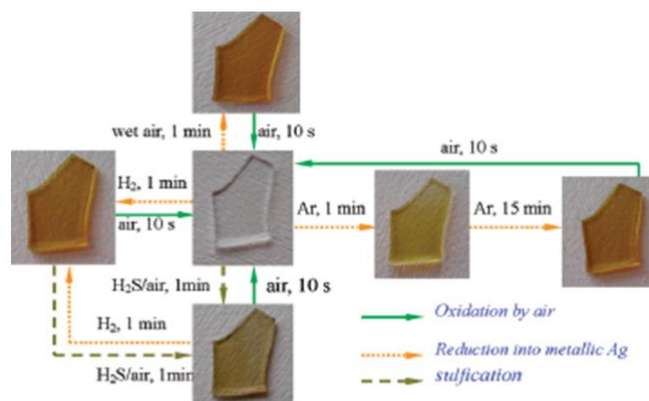 wet air, 1 min
air, 10 s
air, 10 s
H₂, 1 min
air, 10 s
Ar, 1 min
Ar, 15 min
H₂S/air, 1min
air, 10 s
H₂, 1 min
H₂S/air, 1min
Oxidation by air
Reduction into metallic Ag
sulfication